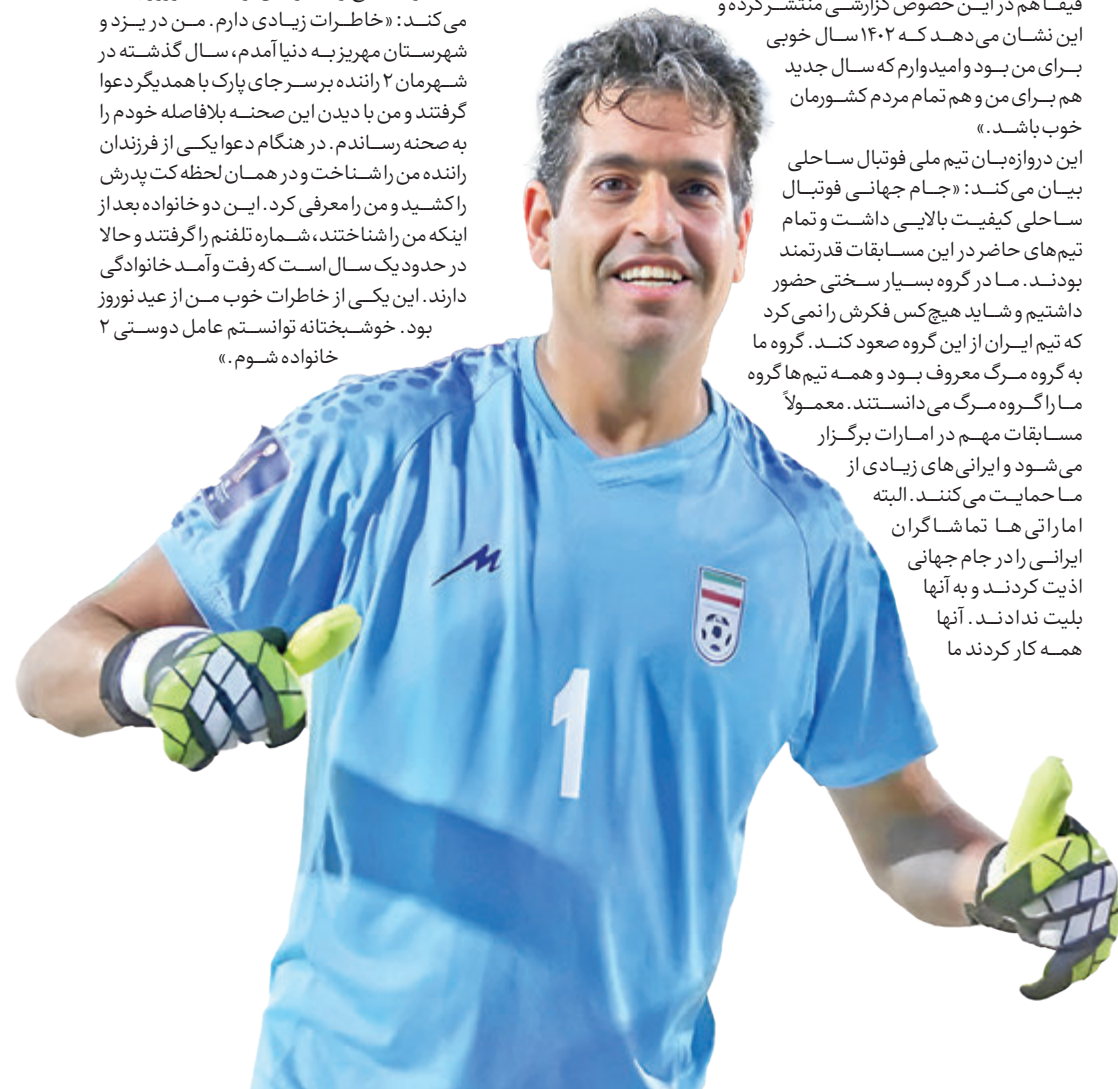 فیفا هم در این خصوص گزارشی منتشر کرده و
این نشان می‌دهد که ۱۴۰۲ سال خوبی
برای من بود و امیدوارم که سال جدید
هم برای من و هم تمام مردم کشورمان
خوب باشد.»
این دروازه‌بان تیم ملی فوتبال ساحلی
بیان می‌کند: «جام جهانی فوتبال
ساحلی کیفیت بالایی داشت و تمام
تیم‌های حاضر در این مسابقات قدرتمند
بودند. ما در گروه بسیار سختی حضور
داشتیم و شاید هیچ‌کس فکرش را نمی‌کرد
که تیم ایران از این گروه صعود کند. گروه ما
به گروه مرگ معروف بود و همه تیم‌ها گروه
ما را گروه مرگ می‌دانستند. معمولاً
مسابقات مهم در امارات برگزار
می‌شود و ایرانی‌های زیادی از
ما حمایت می‌کنند. البته
اماراتی‌ها تماشاگران
ایرانی را در جام جهانی
اذیت کردند و به آنها
بلیت ندادند. آنها
همه کار کردند ما
می‌کند: «خاطرات زیادی دارم. من در یزد و
شهرستان مهریز به دنیا آمدم، سال گذشته در
شهرمان ۲ راننده بر سر جای پارک با همدیگر دعوا
گرفتند و من با دیدن این صحنه بلافاصله خودم را
به صحنه رساندم. در هنگام دعوا یکی از فرزندان
راننده من را شناخت و در همان لحظه کت پدرش
را کشید و من را معرفی کرد. این دو خانواده بعد از
اینکه من را شناختند، شماره تلفنم را گرفتند و حالا
در حدود یک سال است که رفت و آمد خانوادگی
دارند. این یکی از خاطرات خوب من از عید نوروز
بود. خوشبختانه توانستم عامل دوستی ۲
خانواده شوم.»
1